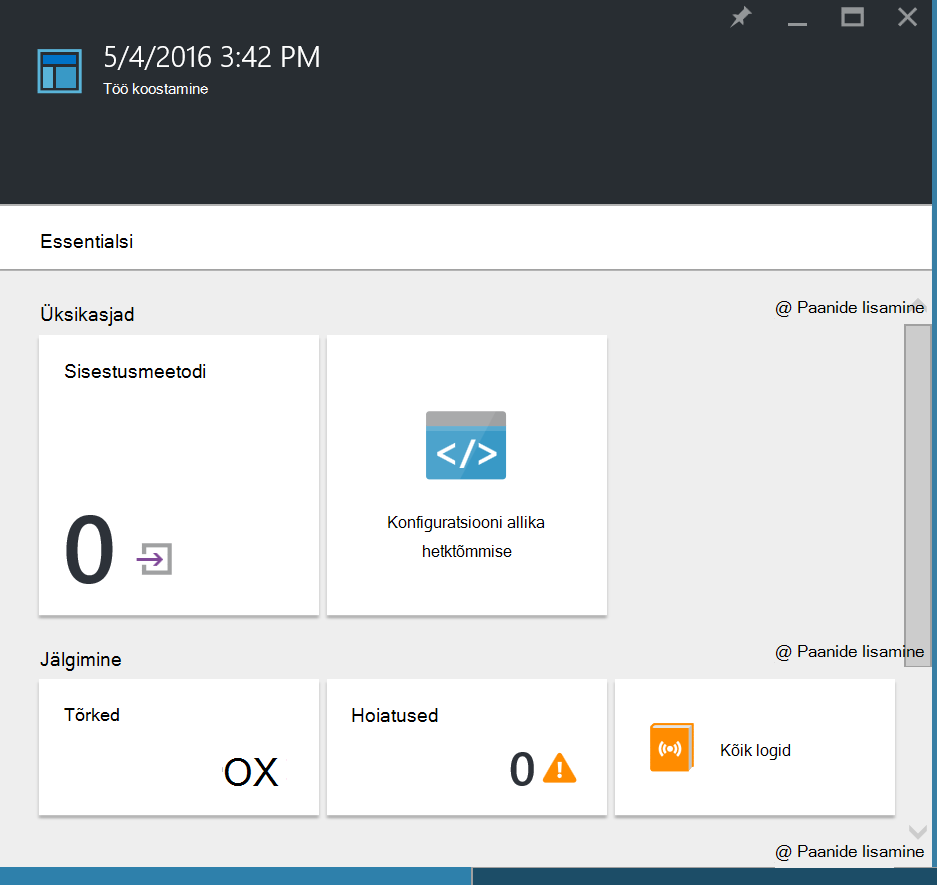 5/4/2016 3:42 PM
Töö koostamine
Essentialsi
Üksikasjad
@ Paanide lisamine
Sisestusmeetodi
0
</>
Konfiguratsiooni allika
hetktõmmise
Jälgimine
@ Paanide lisamine
Tõrked
OX
Hoiatused
0
Kõik logid
@ Paanide lisamine